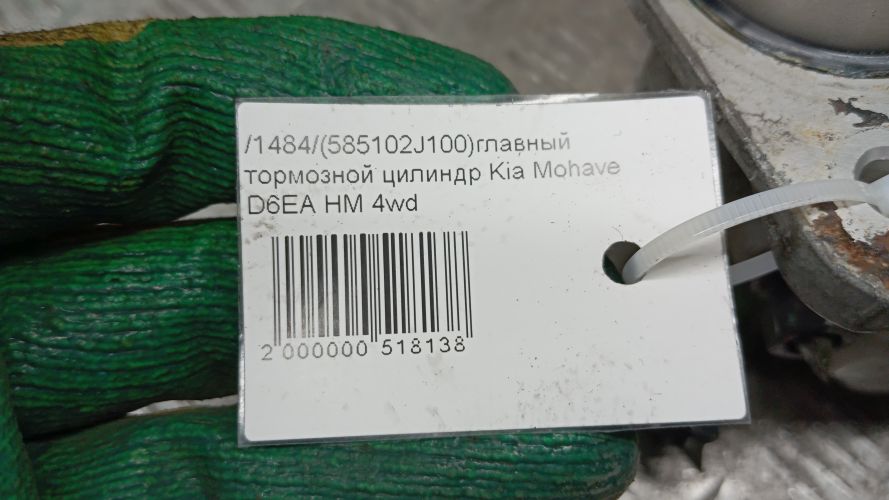 /1484/(585102J100)главный
тормозной цилиндр Kia Mohave
D6EA HM 4wd
2 000000 518138